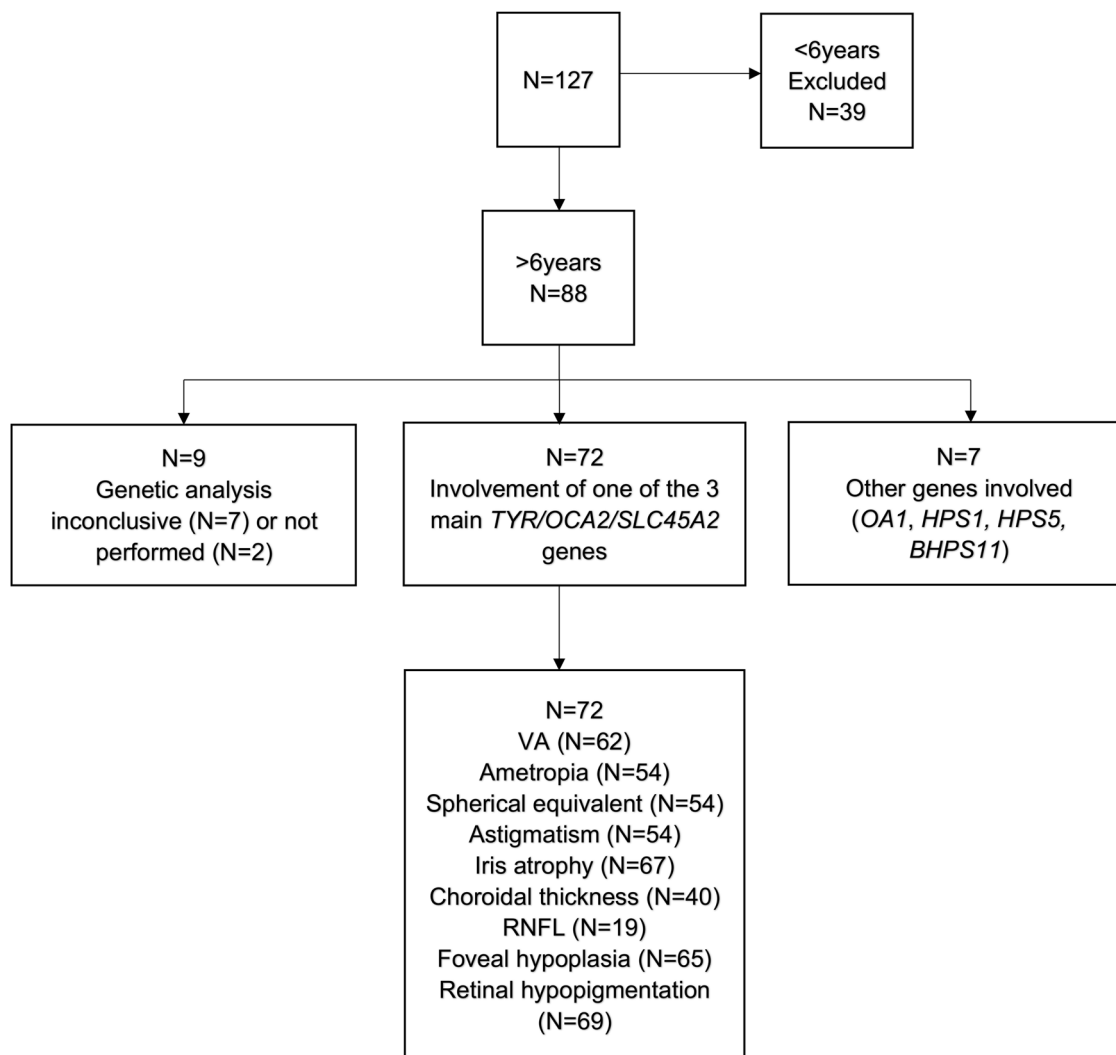 N=127
<6years
Excluded
N=39
>6years
N=88
N=9
Genetic analysis
inconclusive (N=7) or not
performed (N=2)
N=72
Involvement of one of the 3
main TYR/OCA2/SLC45A2
genes
N=7
Other genes involved
(OA1, HPS1, HPS5,
BHPS11)
N=72
VA (N=62)
Ametropia (N=54)
Spherical equivalent (N=54)
Astigmatism (N=54)
Iris atrophy (N=67)
Choroidal thickness (N=40)
RNFL (N=19)
Foveal hypoplasia (N=65)
Retinal hypopigmentation
(N=69)